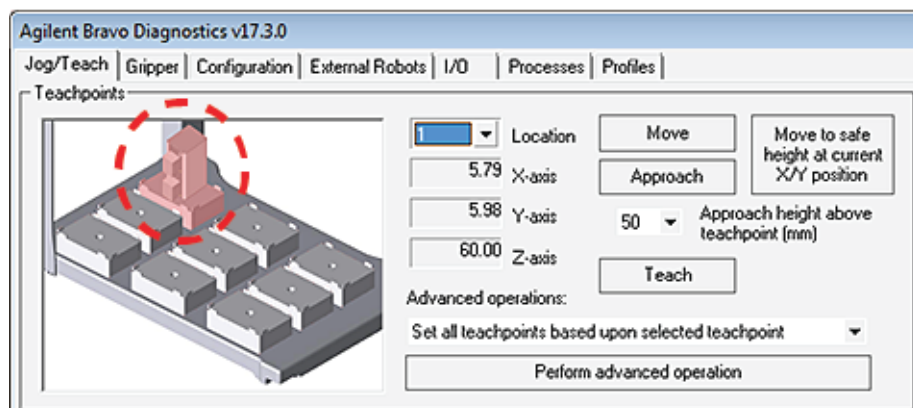 Agilent Bravo Diagnostics v17.3.0
Jog/Teach Gripper Configuration External Robots I/O Processes Profiles
Teachpoints
1 Location
5.79 X-axis
5.98 Y-axis
60.00 Z-axis
Move
Approach
Move to safe
height at current
X/Y position
50 Approach height above
teachpoint (mm)
Teach
Advanced operations:
Set all teachpoints based upon selected teachpoint
Perform advanced operation